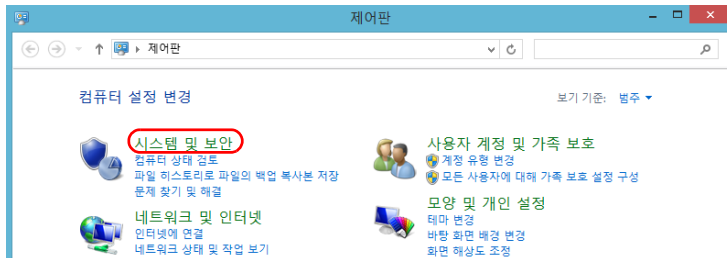 제어판
제어판
컴퓨터 설정 변경
보기 기준: 범주
시스템 및 보안
컴퓨터 상태 검토
파일 히스토리로 파일의 백업 복사본 저장
문제 찾기 및 해결
네트워크 및 인터넷
인터넷에 연결
네트워크 상태 및 작업 보기
사용자 계정 및 가족 보호
계정 유형 변경
모든 사용자에 대해 가족 보호 설정 구성
모양 및 개인 설정
테마 변경
바탕 화면 배경 변경
화면 해상도 조정